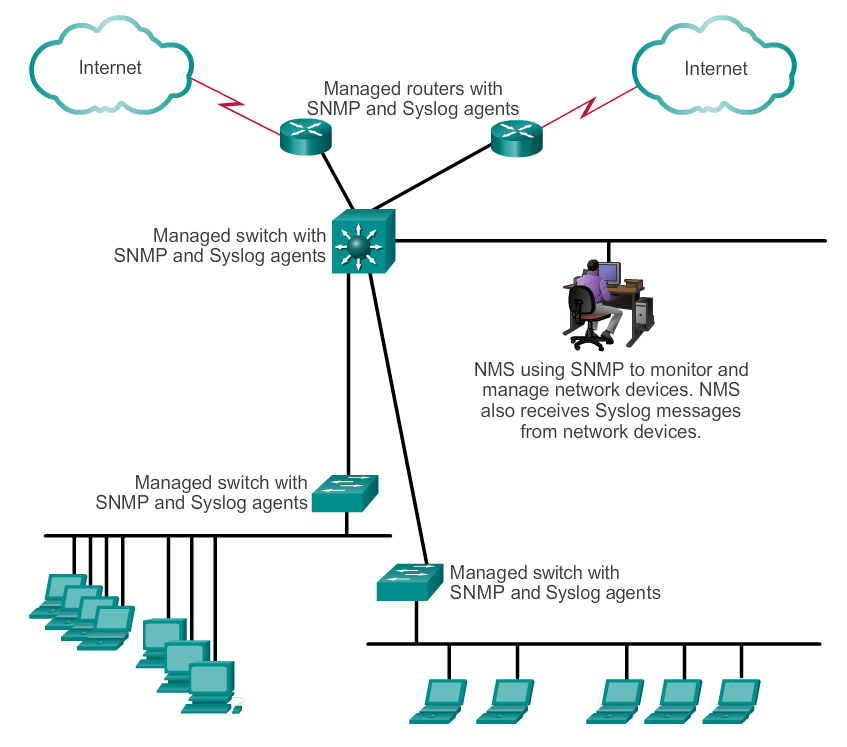 Internet
Internet
Managed routers with
SNMP and Syslog agents
Managed switch with
SNMP and Syslog agents
NMS using SNMP to monitor and
manage network devices. NMS
also receives Syslog messages
from network devices.
Managed switch with
SNMP and Syslog agents
Managed switch with
SNMP and Syslog agents